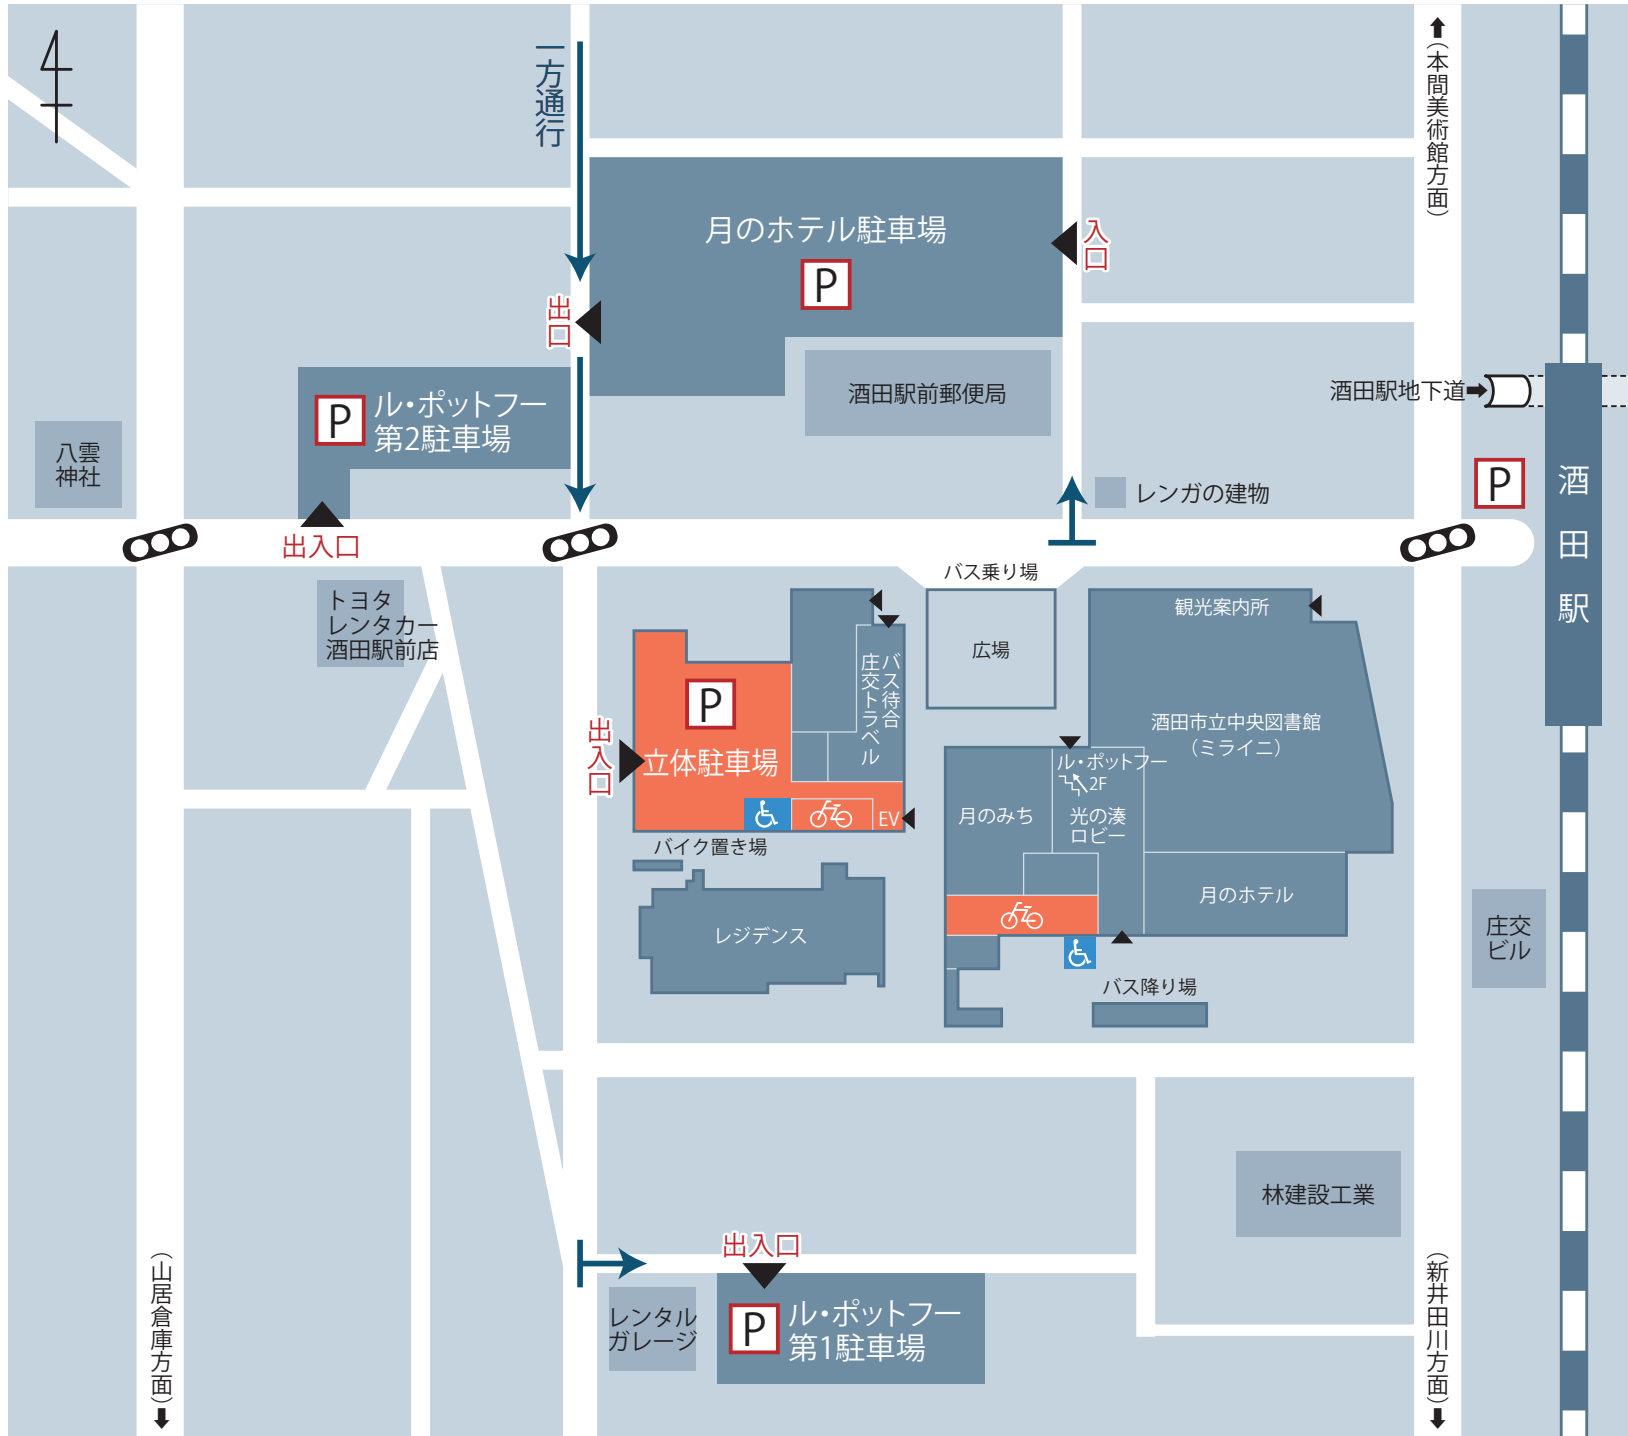 一方通行
(本間美術館方面)
月のホテル駐車場
P
入口
出口
酒田駅前郵便局
酒田駅地下道
P
ル・ポットフー
第2駐車場
八雲
神社
出入口
レンガの建物
P
酒田駅
トヨタ
レンタカー
酒田駅前店
バス乗り場
広場
観光案内所
バス待合
庄交トラベル
P
立体駐車場
出入口
EV
酒田市立中央図書館
(ミライニ)
ル・ポットフー
2F
月のみち
光の湊
ロビー
月のホテル
バイク置き場
レジデンス
バス降り場
庄交
ビル
林建設工業
出入口
レンタル
ガレージ
P
ル・ポットフー
第1駐車場
(山居倉庫方面)
(新井田川方面)